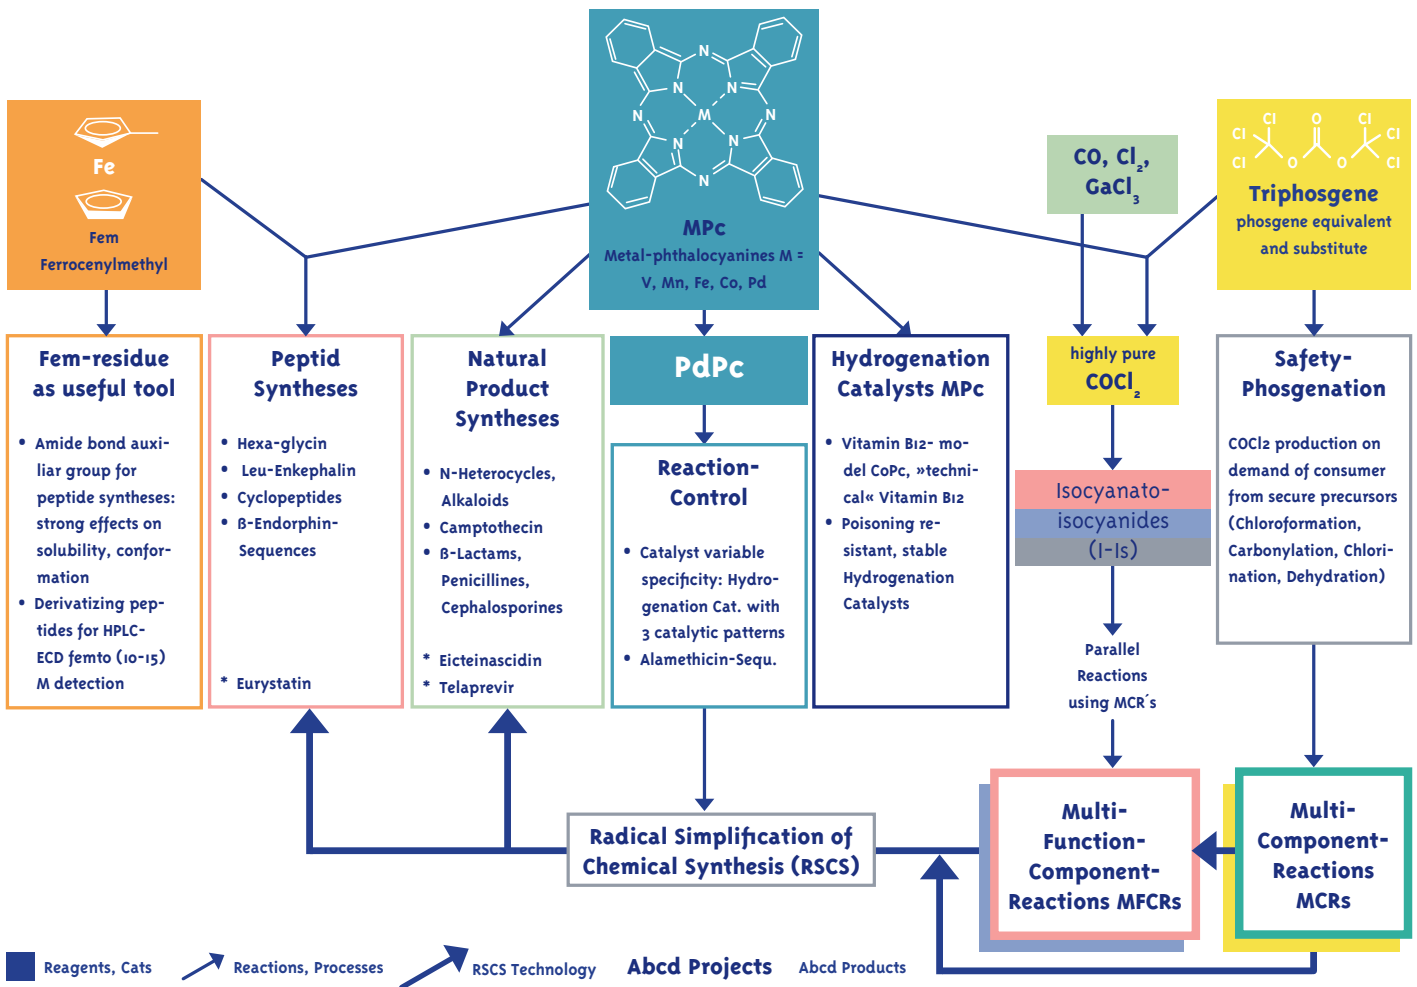 N
N
N
N
M
N
N
N
N
MPc
Metal-phthalocyanines M =
V, Mn, Fe, Co, Pd
Fe
Fem
Ferrocenylmethyl
CO, Cl₂,
GaCl₃
Cl
O
Cl
Cl
Cl
Cl
O
O
Cl
Triphosgene
phosgene equivalent
and substitute
Fem-residue
as useful tool
• Amide bond auxi-
liar group for
peptide syntheses:
strong effects on
solubility, confor-
mation
• Derivatizing pep-
tides for HPLC-
ECD femto (10-15)
M detection
Peptid
Syntheses
• Hexa-glycin
• Leu-Enkephalin
• Cyclopeptides
• ß-Endorphin-
Sequences
* Eurystatin
Natural
Product
Syntheses
• N-Heterocycles,
Alkaloids
• Camptothecin
• ß-Lactams,
Penicillines,
Cephalosporines
* Eicteinascidin
* Telaprevir
PdPc
Reaction-
Control
• Catalyst variable
specificity: Hydro-
genation Cat. with
3 catalytic patterns
• Alamethicin-Sequ.
Hydrogenation
Catalysts MPc
• Vitamin B12- mo-
del CoPc, »techni-
cal« Vitamin B12
• Poisoning re-
sistant, stable
Hydrogenation
Catalysts
highly pure
COCl₂
Isocyanato-
isocyanides
(I-Is)
Parallel
Reactions
using MCR´s
Safety-
Phosgenation
COCl2 production on
demand of consumer
from secure precursors
(Chloroformation,
Carbonylation, Chlori-
nation, Dehydration)
Radical Simplification of
Chemical Synthesis (RSCS)
Multi-
Function-
Component-
Reactions MFCRs
Multi-
Component-
Reactions
MCRs
Reagents, Cats
Reactions, Processes
RSCS Technology
Abcd Projects
Abcd Products